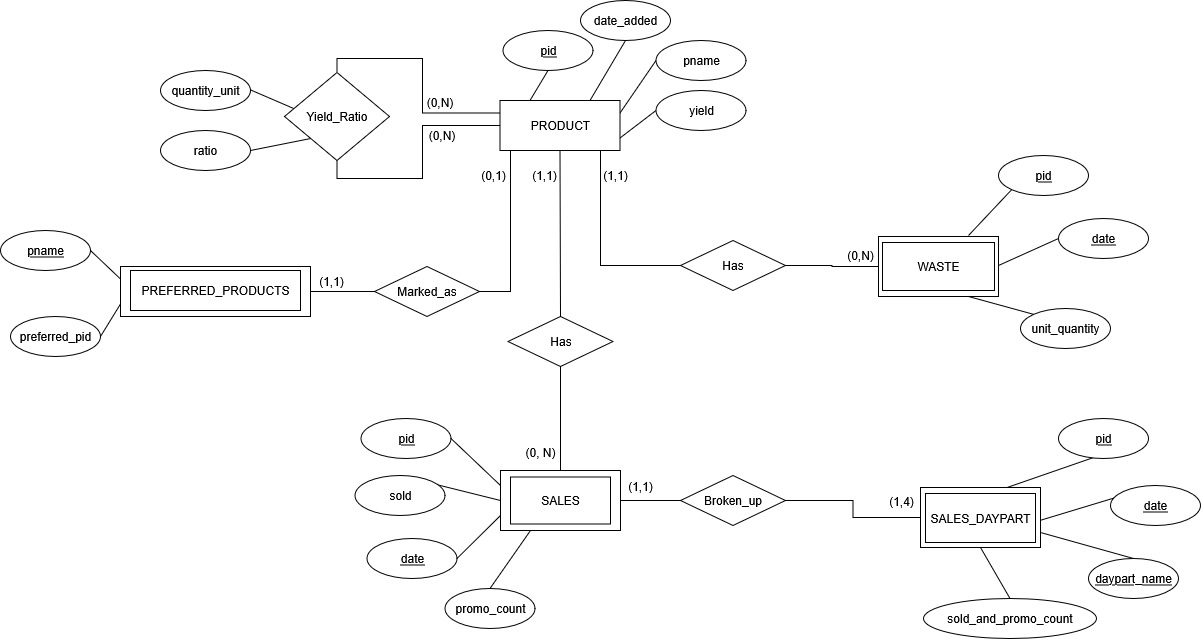 date_added
pid
pname
quantity_unit
(0,N)
yield
Yield_Ratio
PRODUCT
(0,N)
ratio
(0,1)
(1,1)
(1,1)
pid
pname
date
(0,N)
Has
WASTE
(1,1)
PREFERRED_PRODUCTS
Marked_as
preferred_pid
unit_quantity
Has
pid
pid
(0, N)
(1,1)
sold
SALES
Broken_up
(1,4)
date
SALES_DAYPART
date
daypart_name
promo_count
sold_and_promo_count